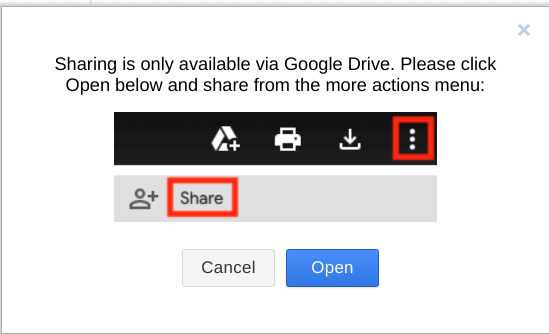 Sharing is only available via Google Drive. Please click
Open below and share from the more actions menu:
Share
Cancel
Open